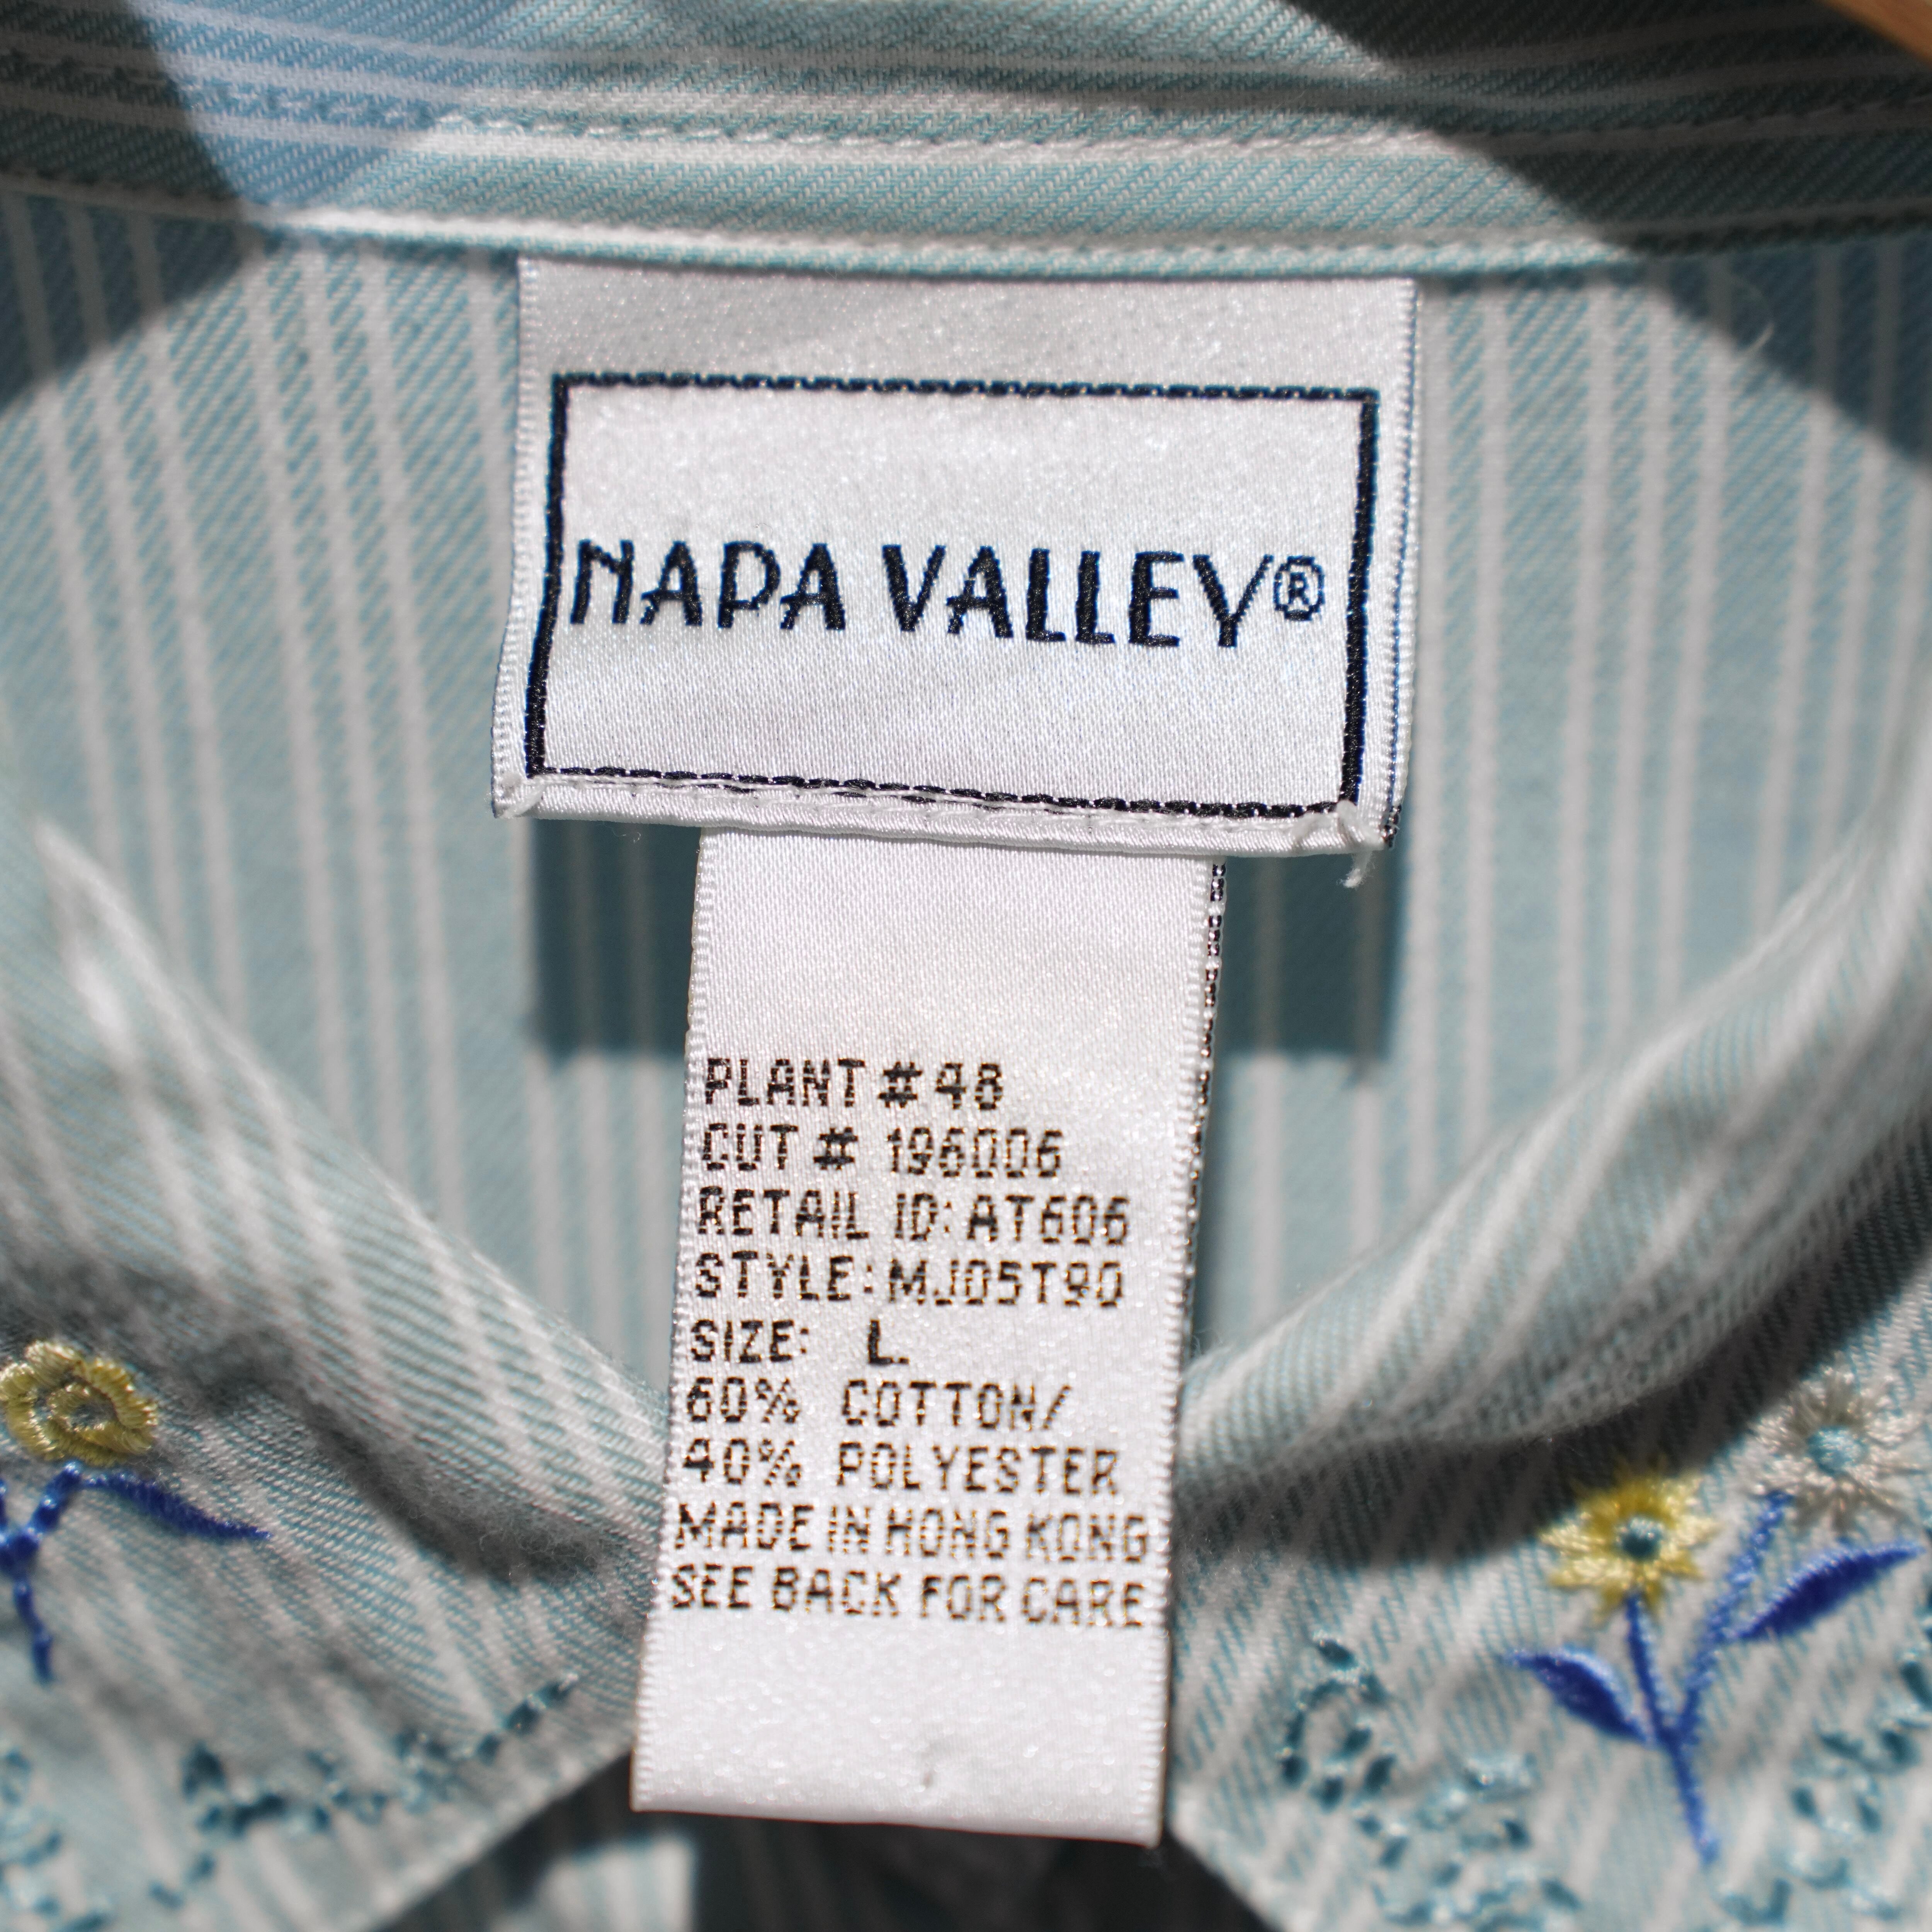 NAPA VALLEY®
PLANT #48
CUT # 196006
RETAIL ID: AT606
STYLE: MJ05T90
SIZE: L.
60% COTTON/
40% POLYESTER
MADE IN HONG KONG
SEE BACK FOR CARE